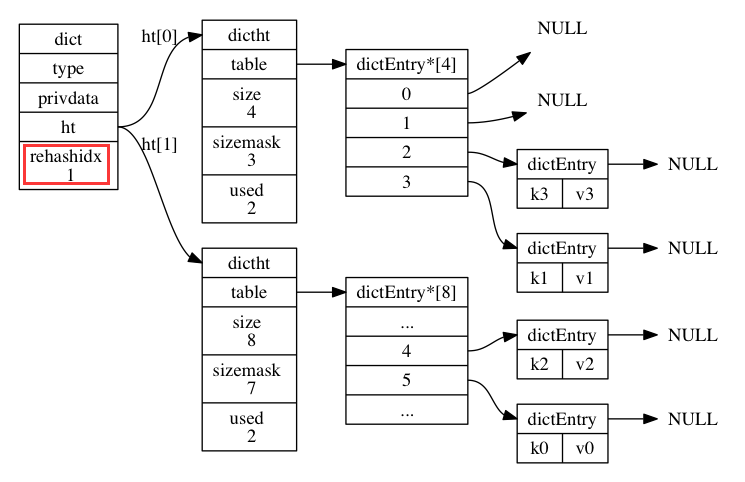 dict
type
privdata
ht
rehashidx
1
ht[0]
ht[1]
dictht
table
size
4
sizemask
3
used
2
dictEntry*[4]
0
1
2
3
NULL
NULL
dictEntry
k3 v3
NULL
dictEntry
k1 v1
NULL
dictht
table
size
8
sizemask
7
used
2
dictEntry*[8]
...
4
5
...
dictEntry
k2 v2
NULL
dictEntry
k0 v0
NULL